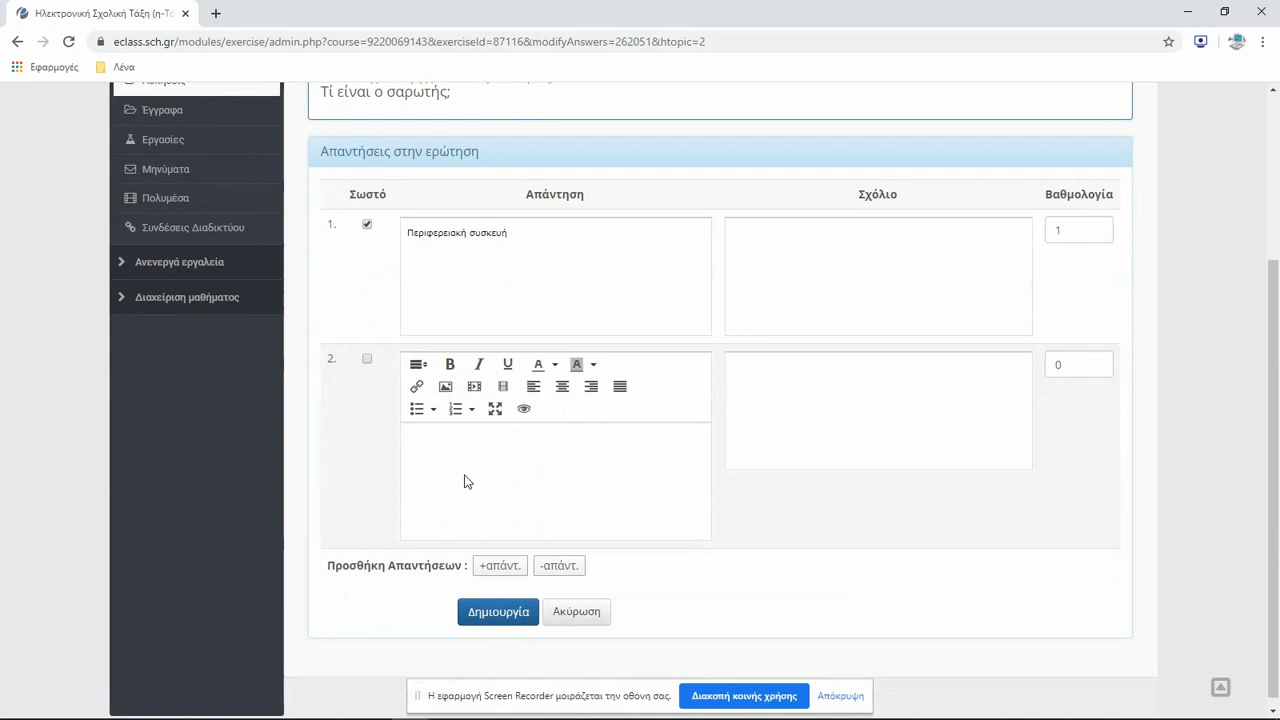 Ηλεκτρονική Σχολική Τάξη (η-Τά
eclass.sch.gr/modules/exercise/admin.php?course=9220069143&exerciseId=87116&modifyAnswers=262051&htopic=2
Εφαρμογές Λένα
Τί είναι ο σαρωτής;
Έγγραφα
Εργασίες
Μηνύματα
Πολυμέσα
Συνδέσεις Διαδικτύου
Ανενεργά εργαλεία
Διαχείριση μαθήματος
Απαντήσεις στην ερώτηση
Σωστό Απάντηση Σχόλιο Βαθμολογία
1. Περιφερειακή συσκευή 1
2. 0
B I U A A
Προσθήκη Απαντήσεων : +απάντ. -απάντ.
Δημιουργία Ακύρωση
Η εφαρμογή Screen Recorder μοιράζεται την οθόνη σας. Διακοπή κοινής χρήσης Απόκρυψη